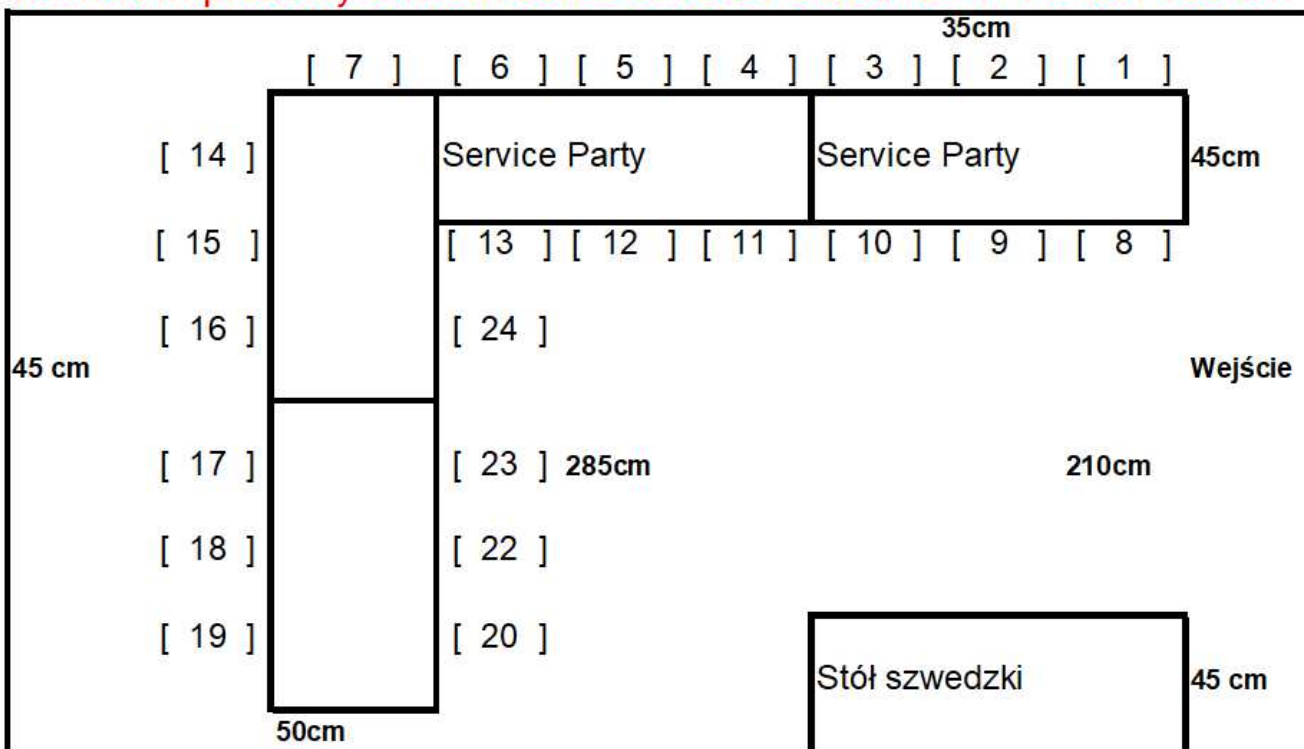 35cm
[ 7 ] [ 6 ] [ 5 ] [ 4 ] [ 3 ] [ 2 ] [ 1 ]
[ 14 ] Service Party Service Party 45cm
[ 15 ] [ 13 ] [ 12 ] [ 11 ] [ 10 ] [ 9 ] [ 8 ]
[ 16 ] [ 24 ]
45 cm Wejście
[ 17 ] [ 23 ] 285cm 210cm
[ 18 ] [ 22 ]
[ 19 ] [ 20 ]
Stół szwedzki 45 cm
50cm